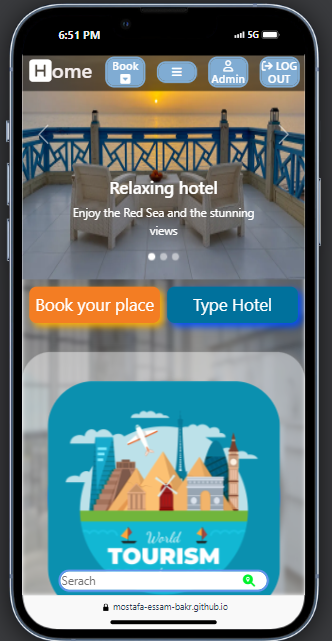 6:51 PM
5G
Home
Book
Admin
LOG
OUT
Relaxing hotel
Enjoy the Red Sea and the stunning
views
Book your place
Type Hotel
World
TOURISM
Serach
mostafa-essam-bakr.github.io